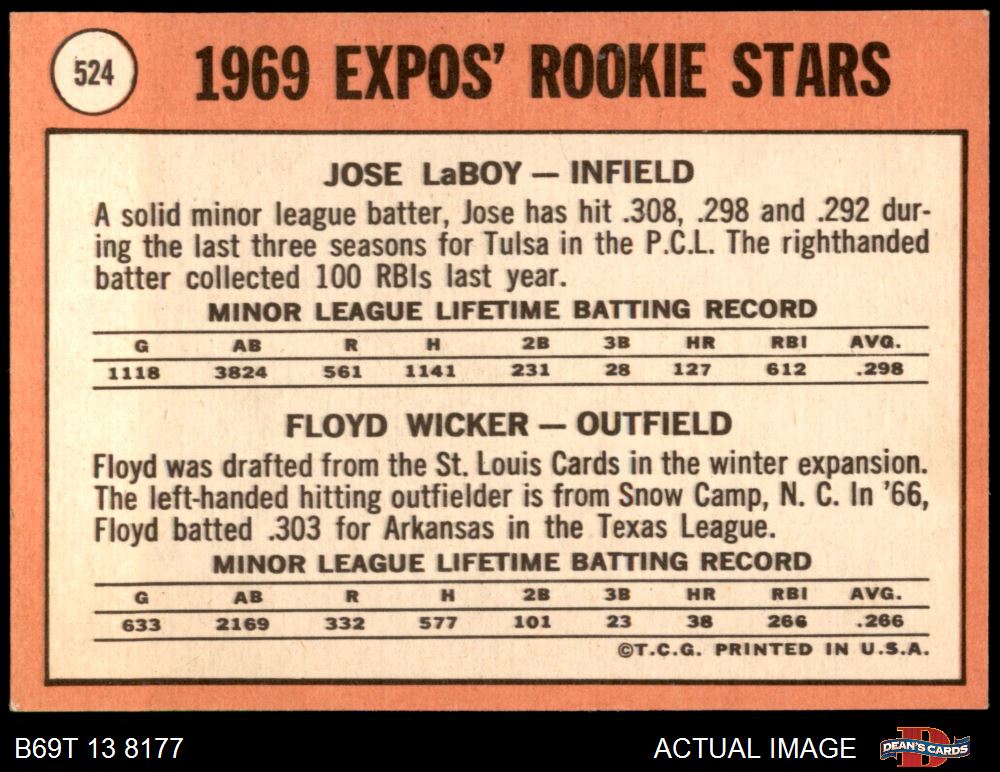 524
1969 EXPOS' ROOKIE STARS
JOSE LaBOY — INFIELD
A solid minor league batter, Jose has hit .308, .298 and .292 dur-
ing the last three seasons for Tulsa in the P.C.L. The righthanded
batter collected 100 RBIs last year.
MINOR LEAGUE LIFETIME BATTING RECORD
G AB R H 2B 3B HR RBI AVG.
1118 3824 561 1141 231 28 127 612 .298
FLOYD WICKER — OUTFIELD
Floyd was drafted from the St. Louis Cards in the winter expansion.
The left-handed hitting outfielder is from Snow Camp, N. C. In '66,
Floyd batted .303 for Arkansas in the Texas League.
MINOR LEAGUE LIFETIME BATTING RECORD
G AB R H 2B 3B HR RBI AVG.
633 2169 332 577 101 23 38 266 .266
©T.C.G. PRINTED IN U.S.A.
B69T 13 8177 ACTUAL IMAGE D DEAN'S CARDS